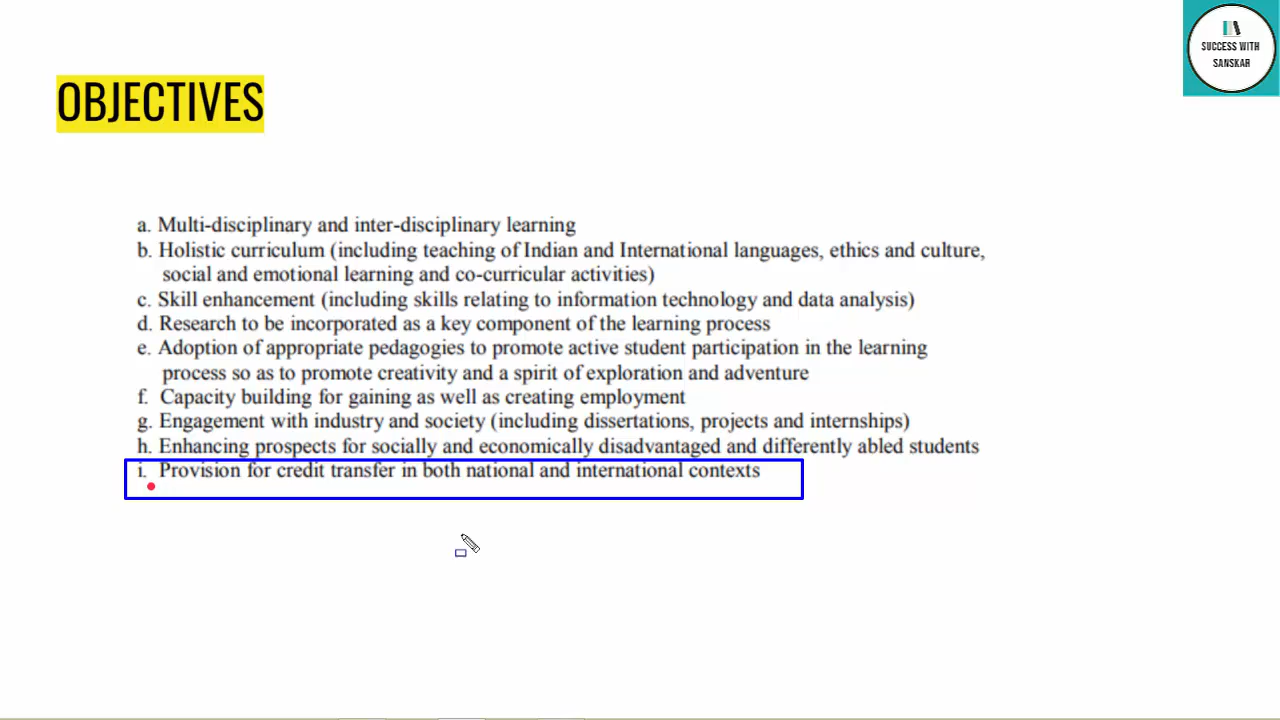 SUCCESS WITH
SANSKAR
OBJECTIVES
a. Multi-disciplinary and inter-disciplinary learning
b. Holistic curriculum (including teaching of Indian and International languages, ethics and culture,
social and emotional learning and co-curricular activities)
c. Skill enhancement (including skills relating to information technology and data analysis)
d. Research to be incorporated as a key component of the learning process
e. Adoption of appropriate pedagogies to promote active student participation in the learning
process so as to promote creativity and a spirit of exploration and adventure
f. Capacity building for gaining as well as creating employment
g. Engagement with industry and society (including dissertations, projects and internships)
h. Enhancing prospects for socially and economically disadvantaged and differently abled students
i. Provision for credit transfer in both national and international contexts